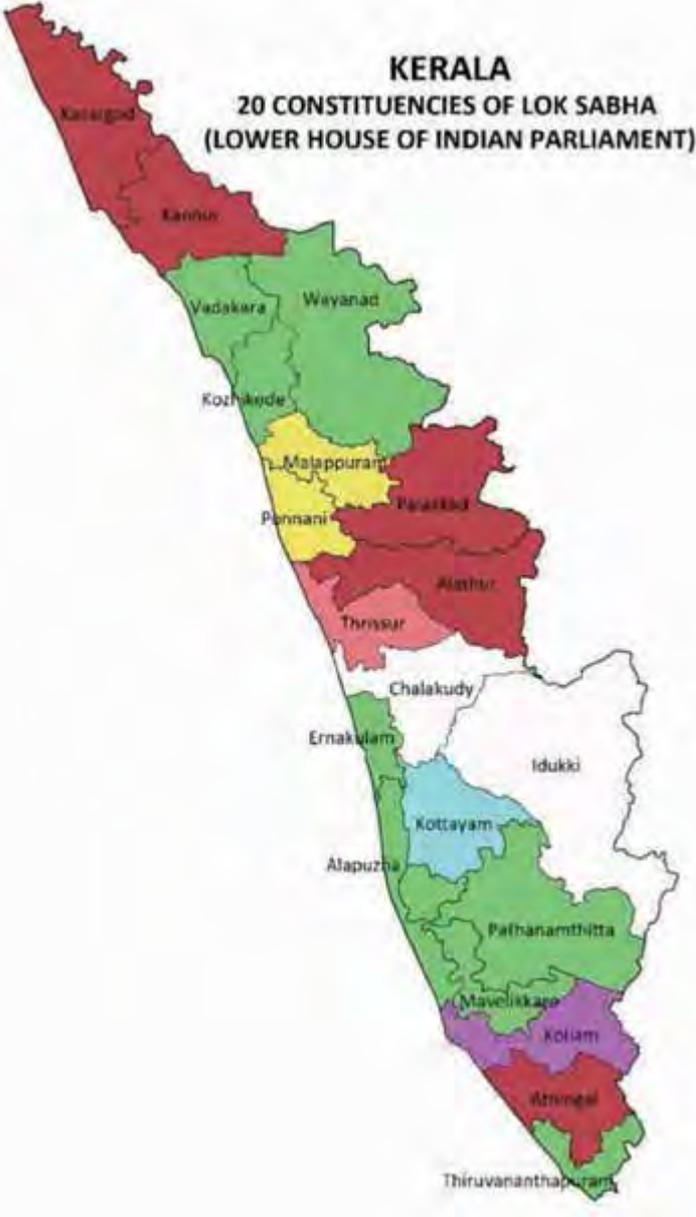 KERALA
20 CONSTITUENCIES OF LOK SABHA
(LOWER HOUSE OF INDIAN PARLIAMENT)
Kasargod
Kannur
Vadakara
Wayanad
Kozhikode
Malappuram
Ponnani
Palakkad
Alathur
Thrissur
Chalakudy
Ernakulam
Idukki
Kottayam
Alapuzha
Pathanamthitta
Mavelikkara
Kollam
Attingal
Thiruvananthapuram